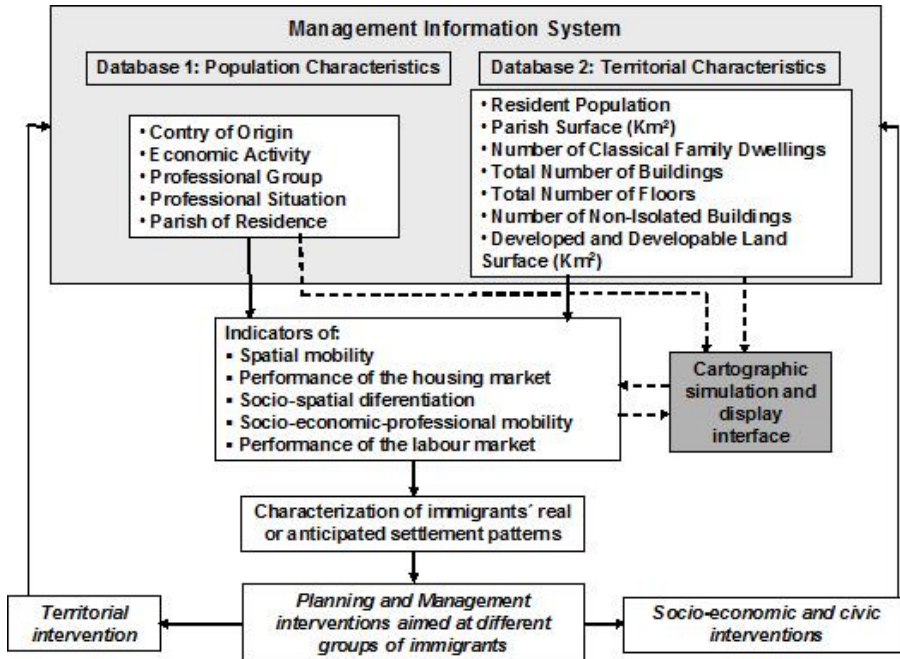 Management Information System
Database 1: Population Characteristics
Database 2: Territorial Characteristics
• Contry of Origin
• Economic Activity
• Professional Group
• Professional Situation
• Parish of Residence
• Resident Population
• Parish Surface (Km²)
• Number of Classical Family Dwellings
• Total Number of Buildings
• Total Number of Floors
• Number of Non-Isolated Buildings
• Developed and Developable Land
Surface (Km²)
Indicators of:
▪ Spatial mobility
▪ Performance of the housing market
▪ Socio-spatial diferentiation
▪ Socio-economic-professional mobility
▪ Performance of the labour market
Cartographic
simulation and
display
interface
Characterization of immigrants´ real
or anticipated settlement patterns
Territorial
intervention
Planning and Management
interventions aimed at different
groups of immigrants
Socio-economic and civic
interventions